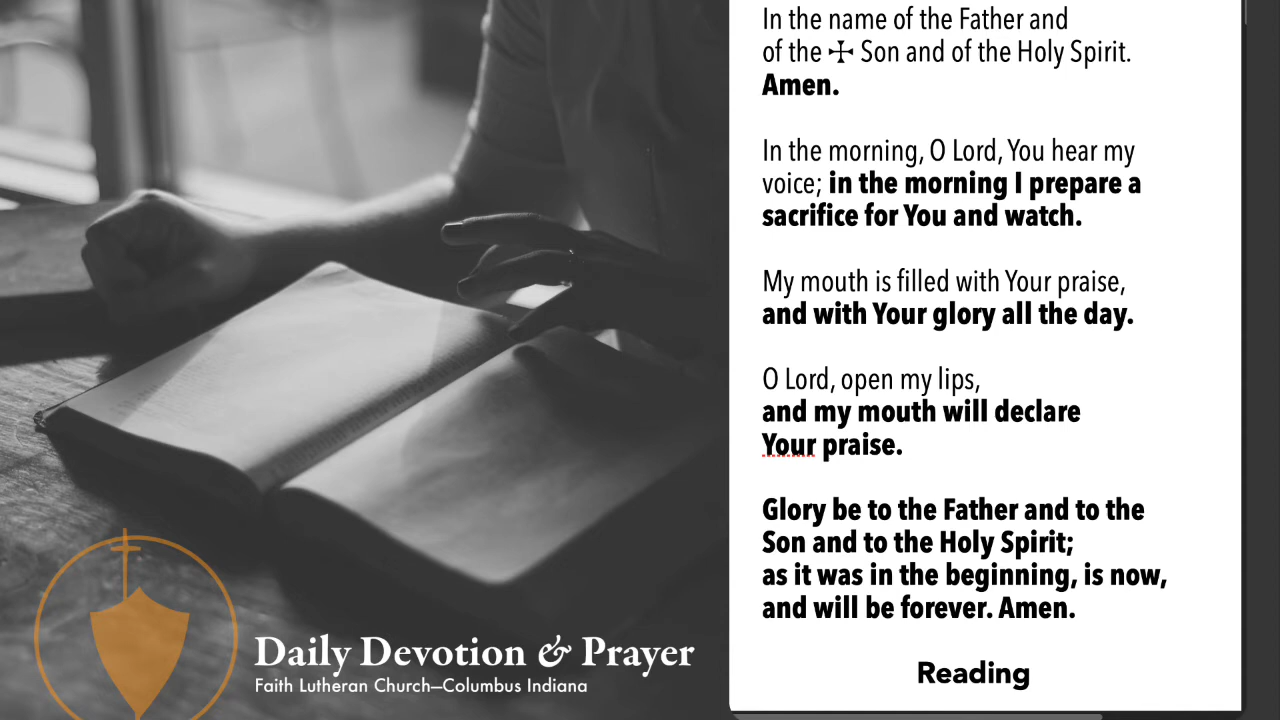 In the name of the Father and
of the ☩ Son and of the Holy Spirit.
Amen.
In the morning, O Lord, You hear my
voice; in the morning I prepare a
sacrifice for You and watch.
My mouth is filled with Your praise,
and with Your glory all the day.
O Lord, open my lips,
and my mouth will declare
Your praise.
Glory be to the Father and to the
Son and to the Holy Spirit;
as it was in the beginning, is now,
and will be forever. Amen.
Reading
Daily Devotion & Prayer
Faith Lutheran Church—Columbus Indiana